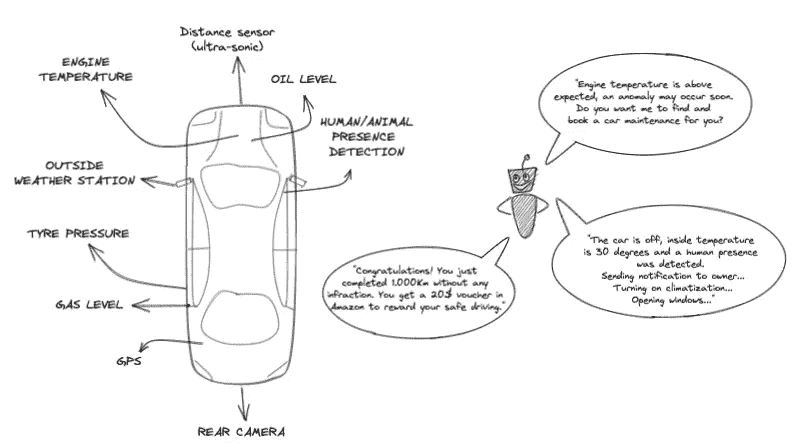 Distance sensor
(ultra-sonic)
ENGINE
TEMPERATURE
OIL LEVEL
HUMAN/ANIMAL
PRESENCE
DETECTION
OUTSIDE
WEATHER STATION
TYRE PRESSURE
GAS LEVEL
GPS
REAR CAMERA
"Engine temperature is above
expected, an anomaly may occur soon.
Do you want me to find and
book a car maintenance for you?
"The car is off, inside temperature
is 30 degrees and a human presence
was detected.
Sending notification to owner...
Turning on climatization...
Opening windows..."
"Congratulations! You just
completed 1.000Km without any
infraction. You get a 20$ voucher in
Amazon to reward your safe driving."